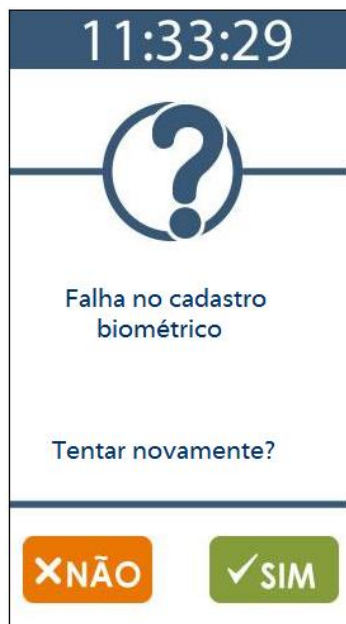 11:33:29
?
Falha no cadastro
biométrico
Tentar novamente?
×NÃO ✓SIM